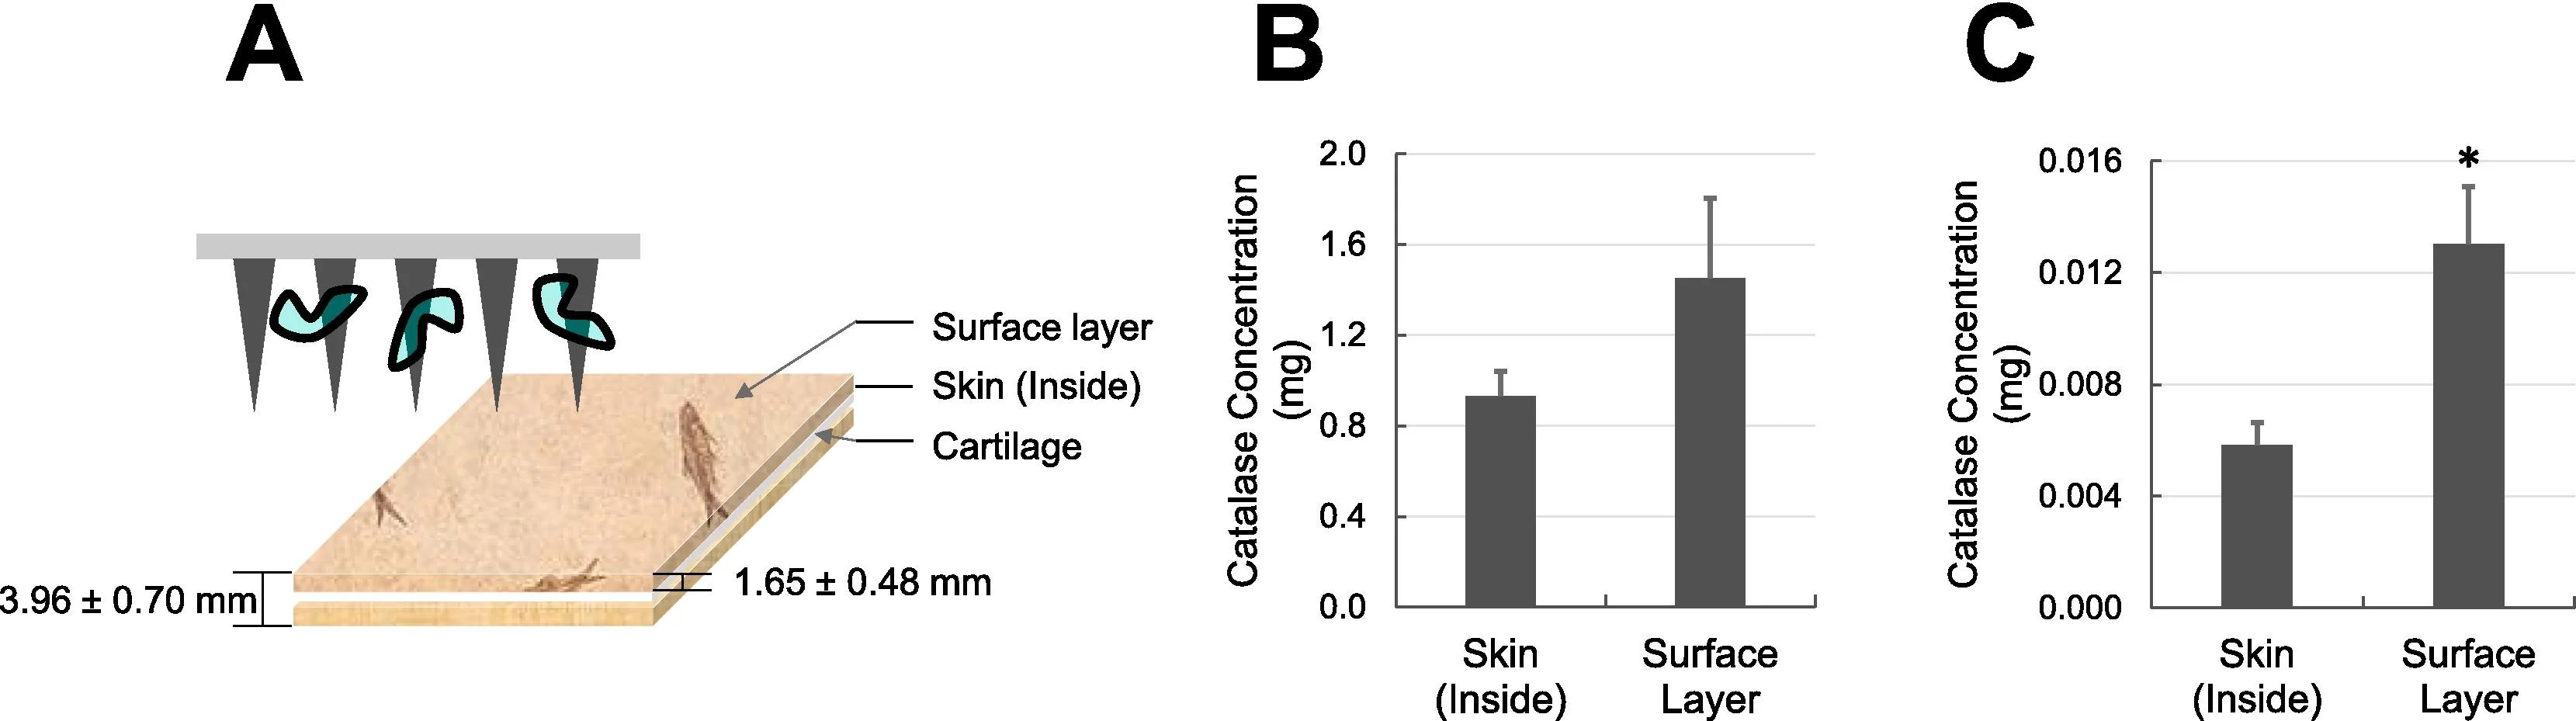 A
Surface layer
Skin (Inside)
Cartilage
3.96 ± 0.70 mm
1.65 ± 0.48 mm
B
Catalase Concentration
(mg)
2.0
1.6
1.2
0.8
0.4
0.0
Skin
(Inside)
Surface
Layer
C
Catalase Concentration
(mg)
0.016
0.012
0.008
0.004
0.000
*
Skin
(Inside)
Surface
Layer